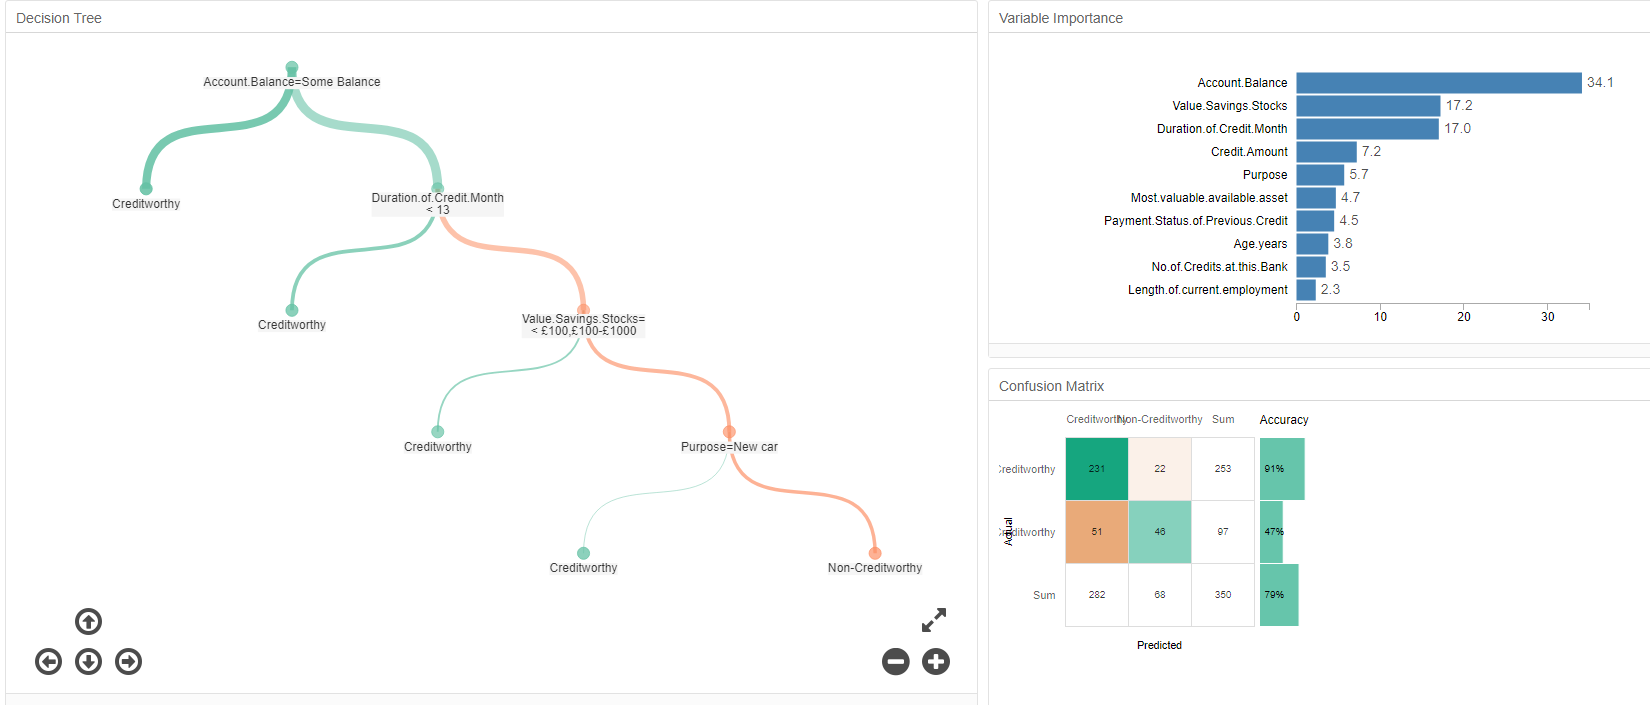 Decision Tree
Account.Balance=Some Balance
Creditworthy
Duration.of.Credit.Month
< 13
Creditworthy
Value.Savings.Stocks=
< £100,£100-£1000
Creditworthy
Purpose=New car
Creditworthy
Non-Creditworthy
Variable Importance
Account.Balance 34.1
Value.Savings.Stocks 17.2
Duration.of.Credit.Month 17.0
Credit.Amount 7.2
Purpose 5.7
Most.valuable.available.asset 4.7
Payment.Status.of.Previous.Credit 4.5
Age.years 3.8
No.of.Credits.at.this.Bank 3.5
Length.of.current.employment 2.3
0 10 20 30
Confusion Matrix
Creditworthy Non-Creditworthy Sum Accuracy
Creditworthy 231 22 253 91%
Actual
creditworthy 51 46 97 47%
Sum 282 68 350 79%
Predicted